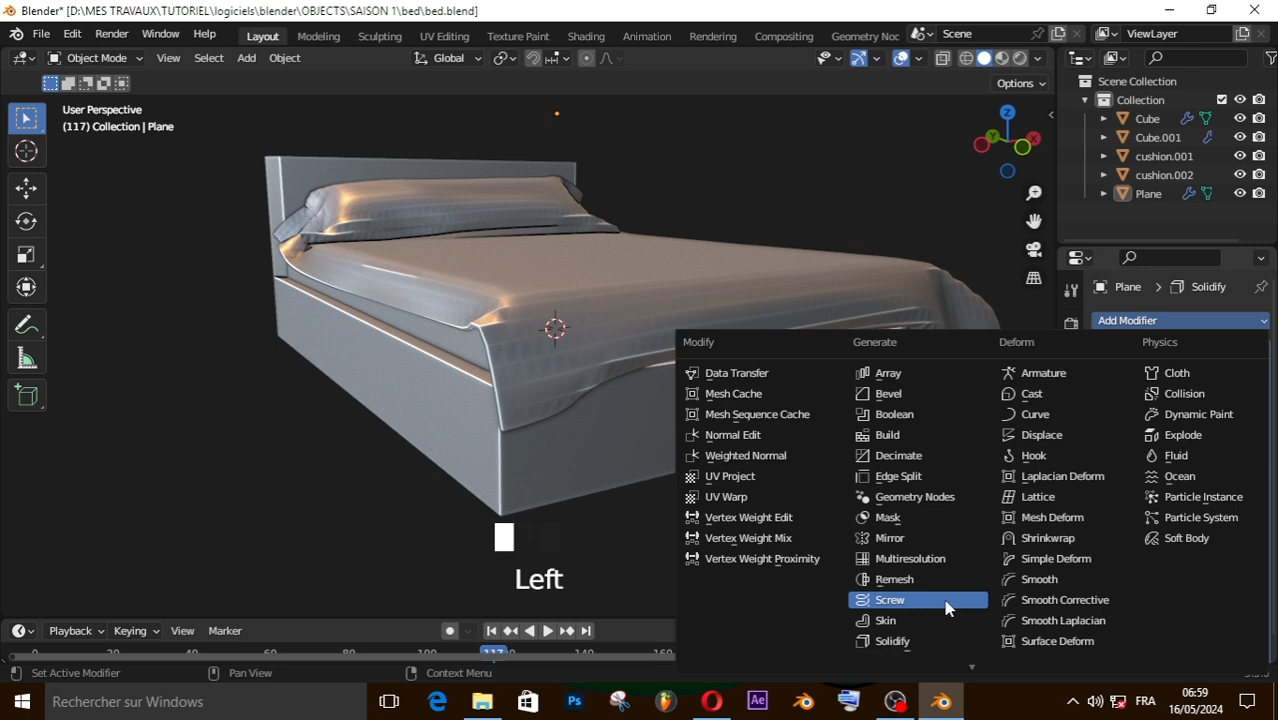 Blender* [D:\MES TRAVAUX\TUTORIEL\logiciels\blender\OBJECTS\SAISON 1\bed\bed.blend]
File Edit Render Window Help Layout Modeling Sculpting UV Editing Texture Paint Shading Animation Rendering Compositing Geometry Noc Scene ViewLayer
Object Mode View Select Add Object Global
Options
User Perspective
(117) Collection | Plane
Scene Collection
Collection
Cube
Cube.001
cushion.001
cushion.002
Plane
Plane > Solidify
Add Modifier
Modify
Data Transfer
Mesh Cache
Mesh Sequence Cache
Normal Edit
Weighted Normal
UV Project
UV Warp
Vertex Weight Edit
Vertex Weight Mix
Vertex Weight Proximity
Generate
Array
Bevel
Boolean
Build
Decimate
Edge Split
Geometry Nodes
Mask
Mirror
Multiresolution
Remesh
Screw
Skin
Solidify
Deform
Armature
Cast
Curve
Displace
Hook
Laplacian Deform
Lattice
Mesh Deform
Shrinkwrap
Simple Deform
Smooth
Smooth Corrective
Smooth Laplacian
Surface Deform
Physics
Cloth
Collision
Dynamic Paint
Explode
Fluid
Ocean
Particle Instance
Particle System
Soft Body
Left
Playback Keying View Marker
117
Set Active Modifier Pan View Context Menu
Rechercher sur Windows
FRA
06:59
16/05/2024